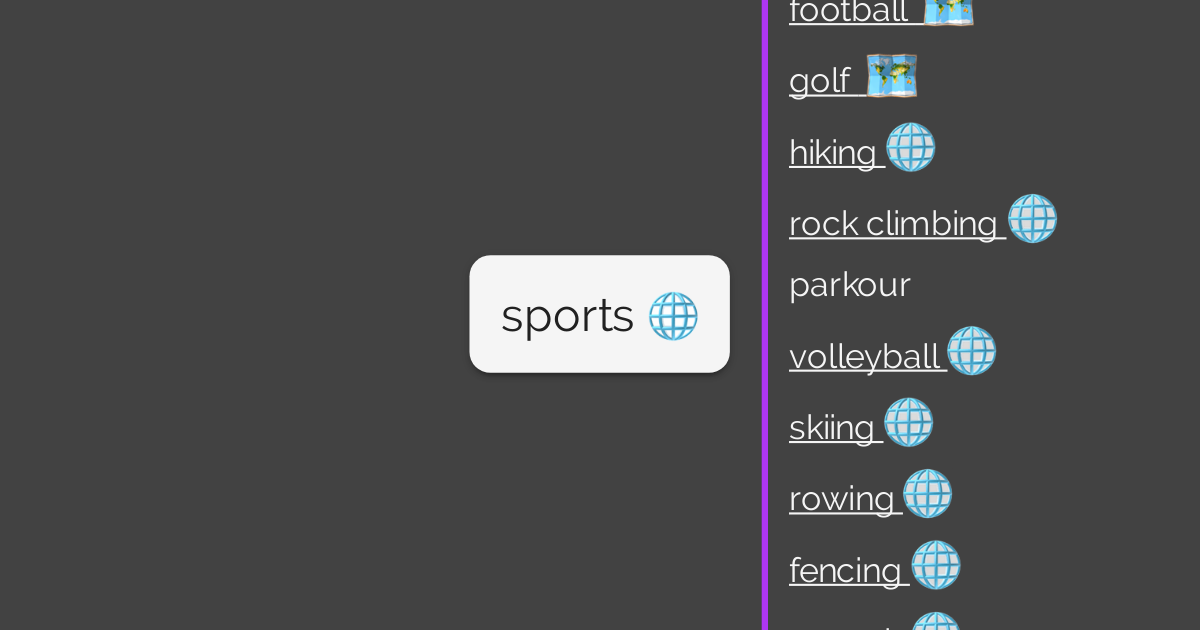 sports 🌐
football 🗺️
golf 🗺️
hiking 🌐
rock climbing 🌐
parkour
volleyball 🌐
skiing 🌐
rowing 🌐
fencing 🌐